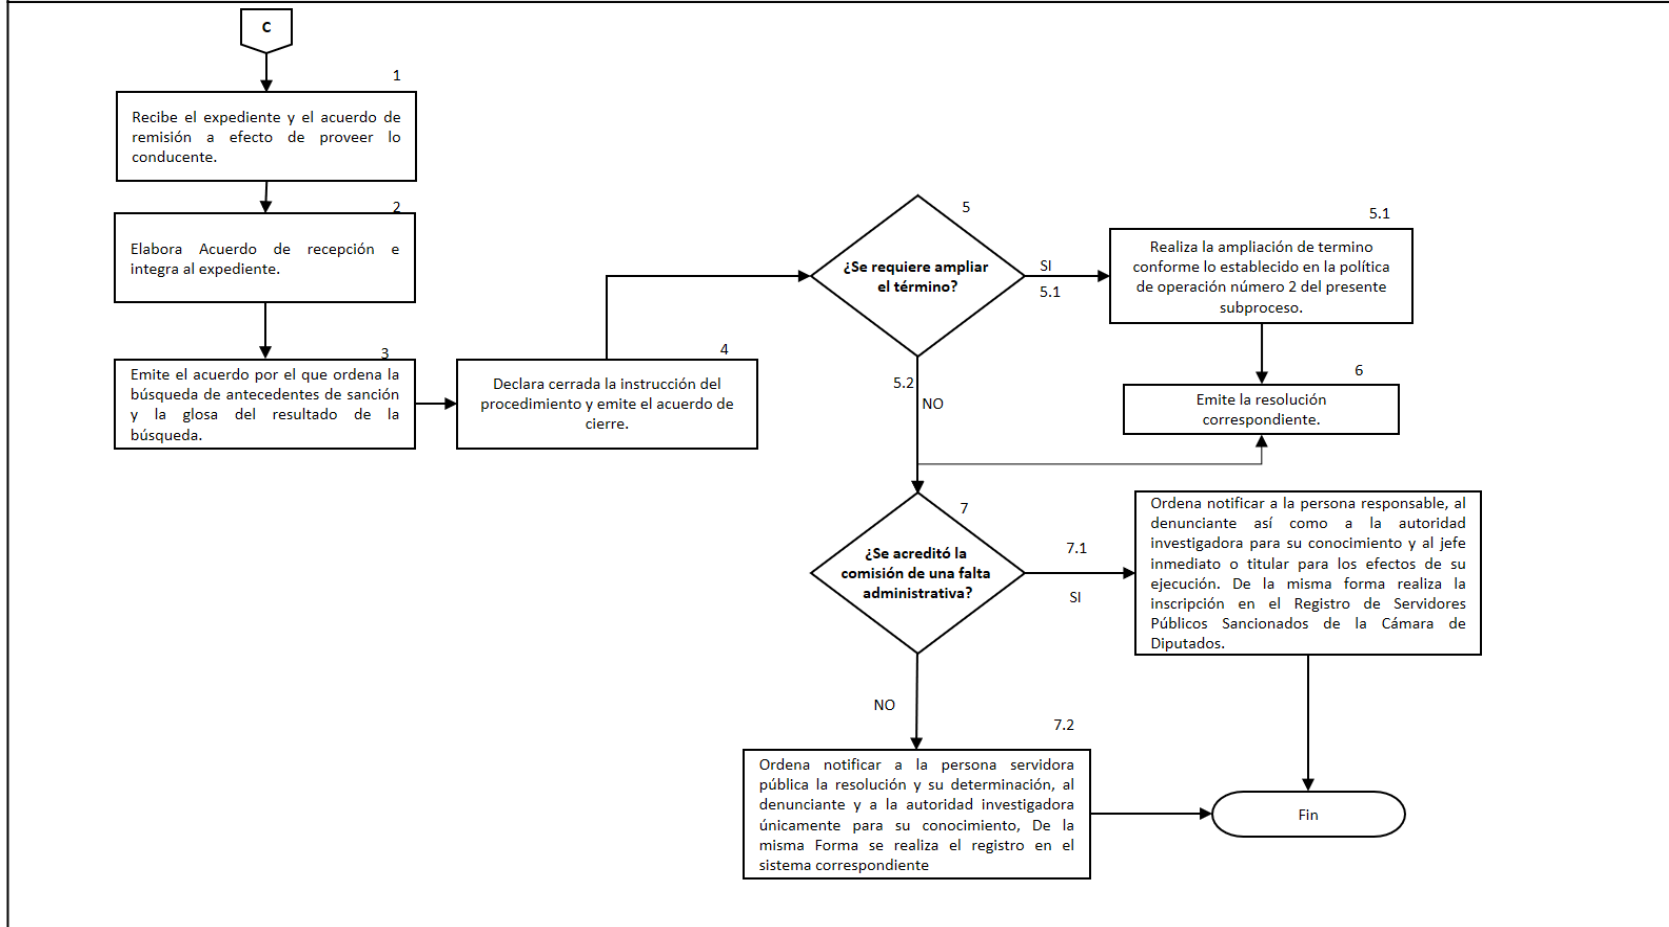 C
1
Recibe el expediente y el acuerdo de
remisión a efecto de proveer lo
conducente.
2
Elabora Acuerdo de recepción e
integra al expediente.
3
Emite el acuerdo por el que ordena la
búsqueda de antecedentes de sanción
y la glosa del resultado de la
búsqueda.
4
Declara cerrada la instrucción del
procedimiento y emite el acuerdo de
cierre.
5
¿Se requiere ampliar
el término?
SI
5.1
5.1
Realiza la ampliación de termino
conforme lo establecido en la política
de operación número 2 del presente
subproceso.
5.2
NO
6
Emite la resolución
correspondiente.
7
¿Se acreditó la
comisión de una falta
administrativa?
7.1
SI
Ordena notificar a la persona responsable, al
denunciante así como a la autoridad
investigadora para su conocimiento y al jefe
inmediato o titular para los efectos de su
ejecución. De la misma forma realiza la
inscripción en el Registro de Servidores
Públicos Sancionados de la Cámara de
Diputados.
NO
7.2
Ordena notificar a la persona servidora
pública la resolución y su determinación, al
denunciante y a la autoridad investigadora
únicamente para su conocimiento, De la
misma Forma se realiza el registro en el
sistema correspondiente
Fin